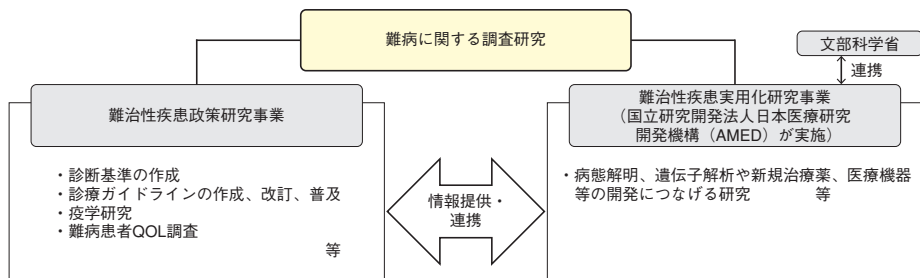 難病に関する調査研究
文部科学省
連携
難治性疾患政策研究事業
難治性疾患実用化研究事業
（国立研究開発法人日本医療研究
開発機構（AMED）が実施）
・診断基準の作成
・診療ガイドラインの作成、改訂、普及
・疫学研究
・難病患者QOL調査
等
情報提供・
連携
・病態解明、遺伝子解析や新規治療薬、医療機器
等の開発につなげる研究　　　等